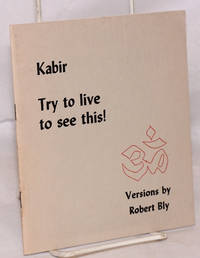 Kabir
Try to live
to see this!
ॐ
Versions by
Robert Bly